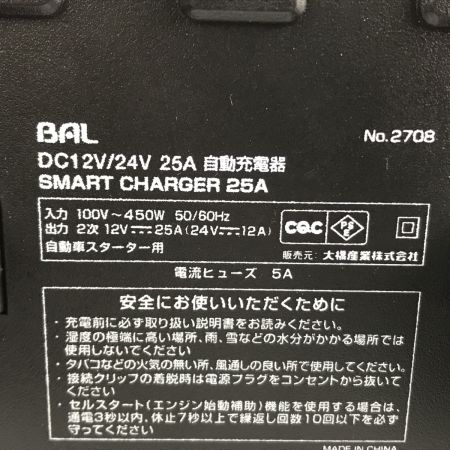 BAL
No.2708
DC12V/24V 25A 自動充電器
SMART CHARGER 25A
入力 100V～450W 50/60Hz
出力 2次 12V⎓25A(24V⎓12A)
自動車スターター用
CQC
PSE
販売元: 大橋産業株式会社
電流ヒューズ 5A
安全にお使いいただくために
・充電前に必ず取り扱い説明書をお読みください。
・湿度の極端に高い場所、雨、雪などの水分がかかる場所では
使用しないでください
・タバコなどの火気の無い所、風通しの良い所で使用してください。
・接続クリップの着脱時は電源プラグをコンセントから抜いて
ください
・セルスタート(エンジン始動補助)機能を使用する場合は、
通電3秒以内、休止7秒以上で繰返し回数10回以下を必ず
守ってください
MADE IN CHINA